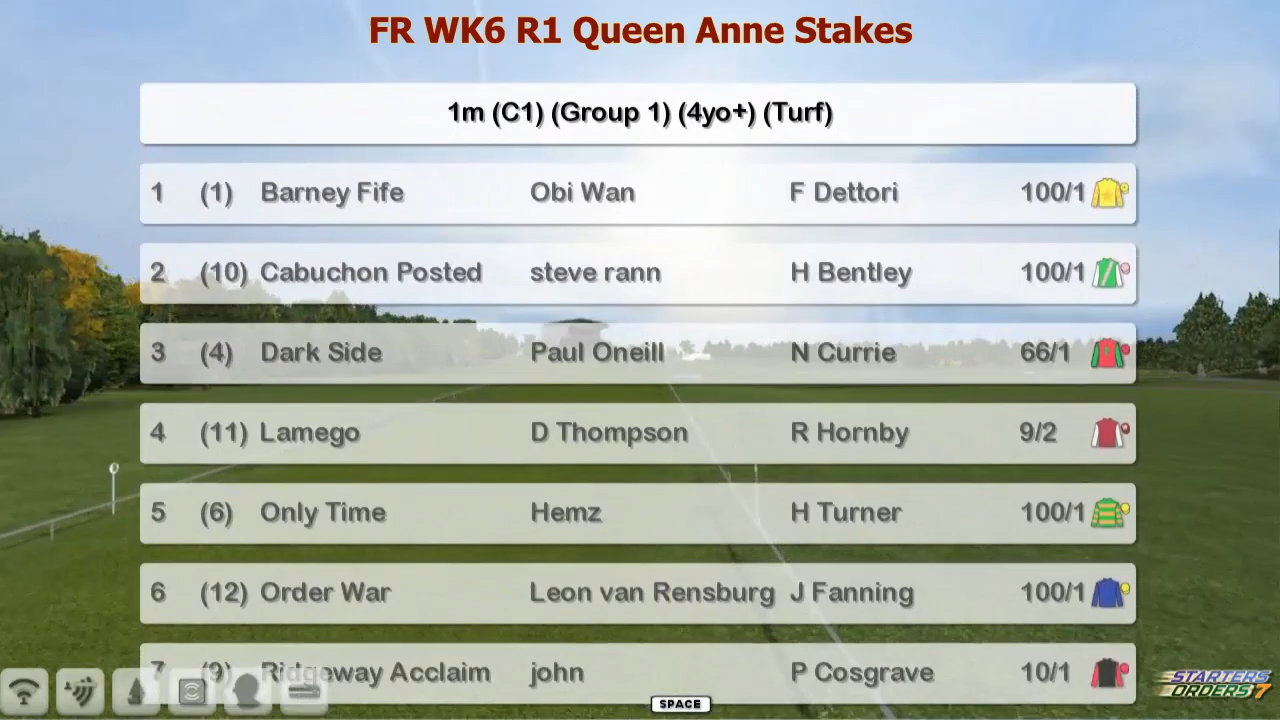 FR WK6 R1 Queen Anne Stakes
1m (C1) (Group 1) (4yo+) (Turf)
1 (1) Barney Fife Obi Wan F Dettori 100/1
2 (10) Cabuchon Posted steve rann H Bentley 100/1
3 (4) Dark Side Paul Oneill N Currie 66/1
4 (11) Lamego D Thompson R Hornby 9/2
5 (6) Only Time Hemz H Turner 100/1
6 (12) Order War Leon van Rensburg J Fanning 100/1
7 (9) Ridgeway Acclaim john P Cosgrave 10/1
SPACE
STARTERS
ORDERS 7